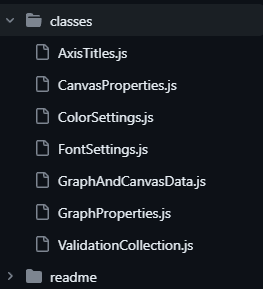 classes
AxisTitles.js
CanvasProperties.js
ColorSettings.js
FontSettings.js
GraphAndCanvasData.js
GraphProperties.js
ValidationCollection.js
readme